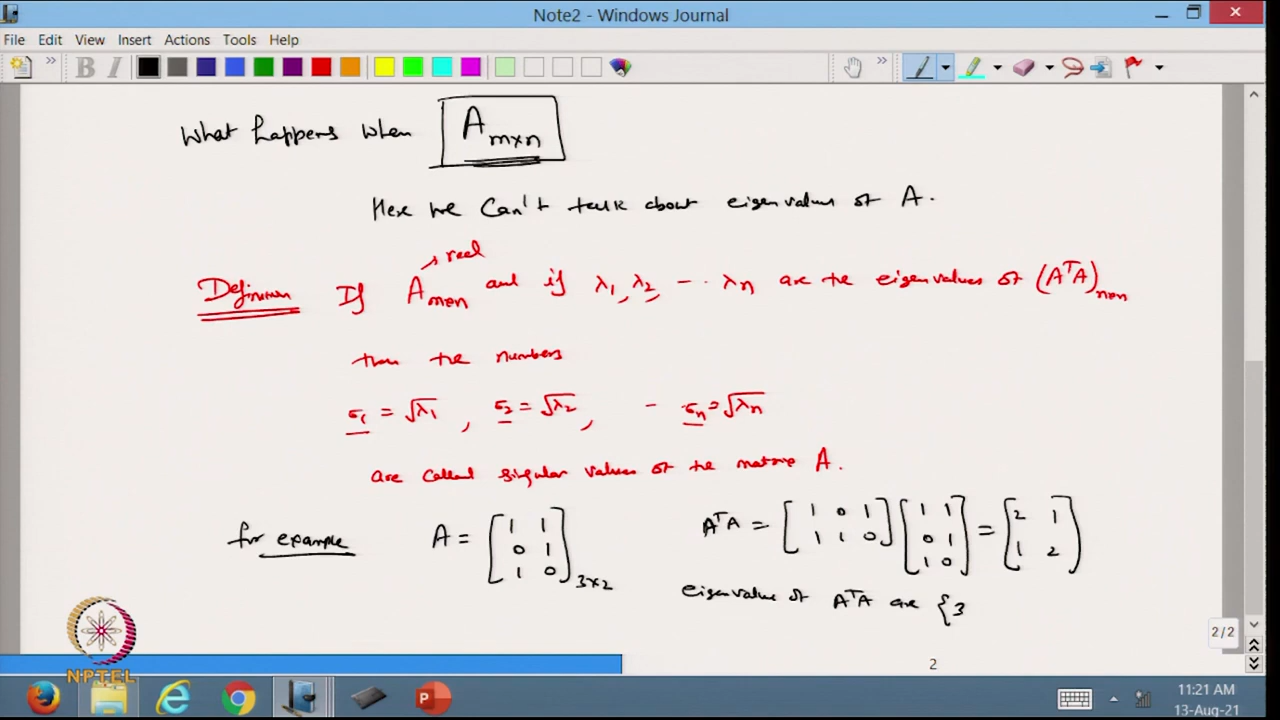 Note2 - Windows Journal
File Edit View Insert Actions Tools Help
What happens when A m×n
Here we can't talk about eigenvalues of A.
→ real
Definition If A m×n and if λ1, λ2 - .. λn are the eigenvalues of (AᵀA) n×n
then the numbers
σ1 = √λ1 , σ2 = √λ2 , - σn = √λn
are called singular values of the matrix A.
for example A = [1 1; 0 1; 1 0] 3×2 AᵀA = [1 0 1; 1 1 0] [1 1; 0 1; 1 0] = [2 1; 1 2]
eigenvalue of AᵀA are {3
2/2
2
NPTEL
11:21 AM
13-Aug-21